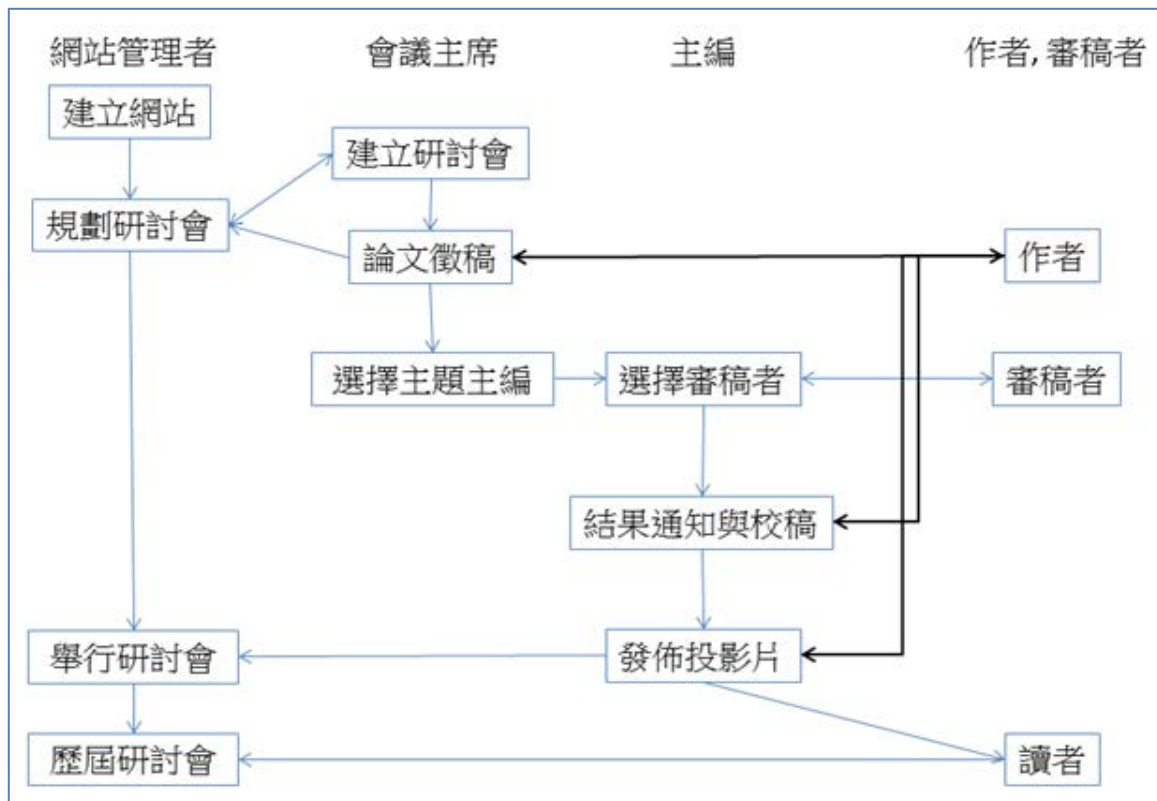 網站管理者
會議主席
主編
作者, 審稿者
建立網站
建立研討會
規劃研討會
論文徵稿
作者
選擇主題主編
選擇審稿者
審稿者
結果通知與校稿
舉行研討會
發佈投影片
歷屆研討會
讀者